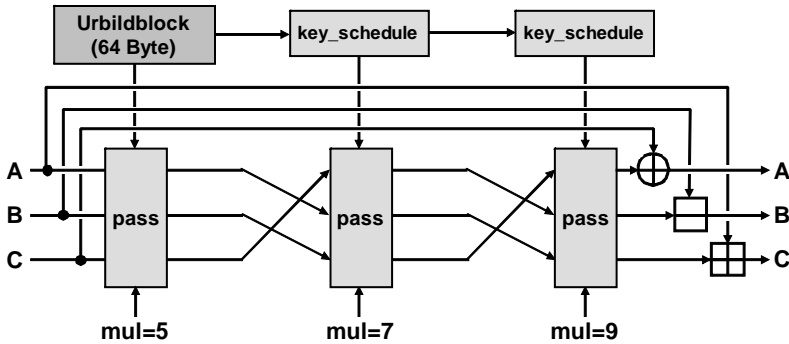 Urbildblock
(64 Byte)
key_schedule
key_schedule
A
B
C
pass
pass
pass
A
B
C
mul=5
mul=7
mul=9